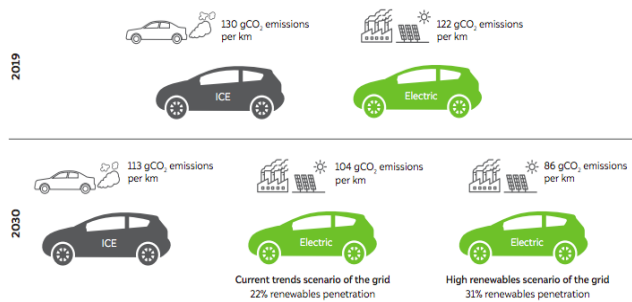 2019
130 gCO₂ emissions
per km
ICE
122 gCO₂ emissions
per km
Electric
2030
113 gCO₂ emissions
per km
ICE
104 gCO₂ emissions
per km
Electric
Current trends scenario of the grid
22% renewables penetration
86 gCO₂ emissions
per km
Electric
High renewables scenario of the grid
31% renewables penetration